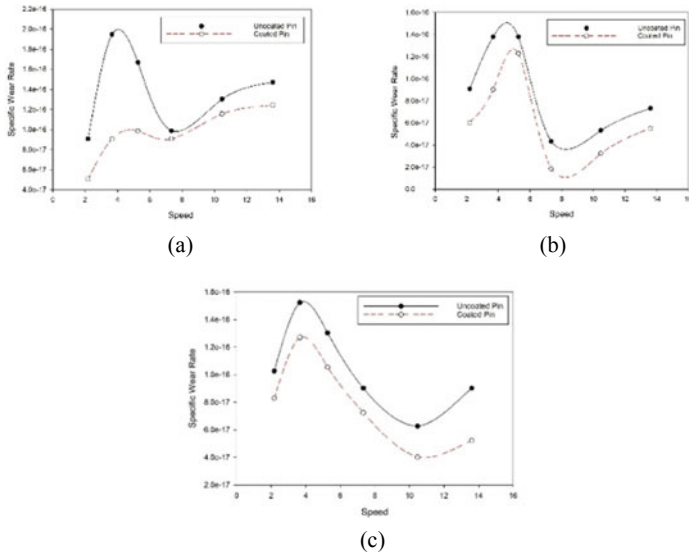 Uncoated Pin
Coated Pin
Specific Wear Rate
2.2e-16
2.0e-16
1.8e-16
1.6e-16
1.4e-16
1.2e-16
1.0e-16
8.0e-17
6.0e-17
4.0e-17
0 2 4 6 8 10 12 14 16
Speed
(a)
Uncoated Pin
Coated Pin
Specific Wear Rate
1.6e-16
1.4e-16
1.2e-16
1.0e-16
8.0e-17
6.0e-17
4.0e-17
2.0e-17
0.0
0 2 4 6 8 10 12 14 16
Speed
(b)
Uncoated Pin
Coated Pin
Specific Wear Rate
1.6e-16
1.4e-16
1.2e-16
1.0e-16
8.0e-17
6.0e-17
4.0e-17
2.0e-17
0 2 4 6 8 10 12 14 16
Speed
(c)